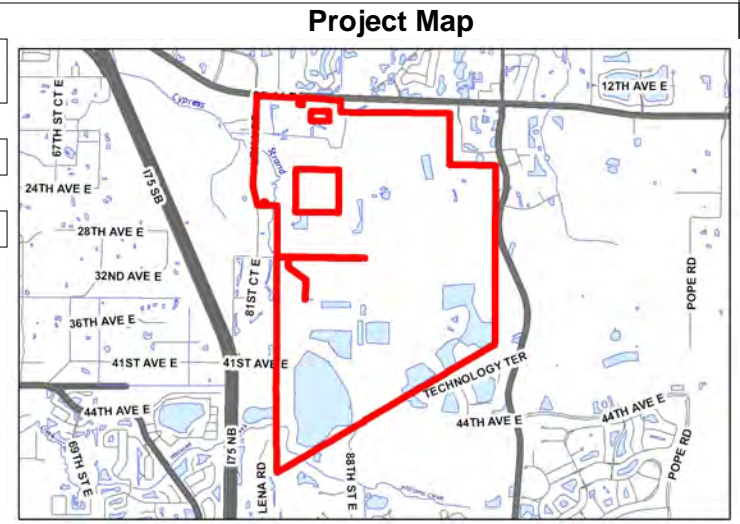 Project Map
12TH AVE E
Cypress
67TH ST CT E
I75 SB
Strand
24TH AVE E
28TH AVE E
32ND AVE E
81ST CT E
POPE RD
36TH AVE E
41ST AVE E
41ST AVE E
TECHNOLOGY TER
44TH AVE E
44TH AVE E
44TH AVE E
POPE RD
69TH ST E
I75 NB
LENA RD
88TH ST E